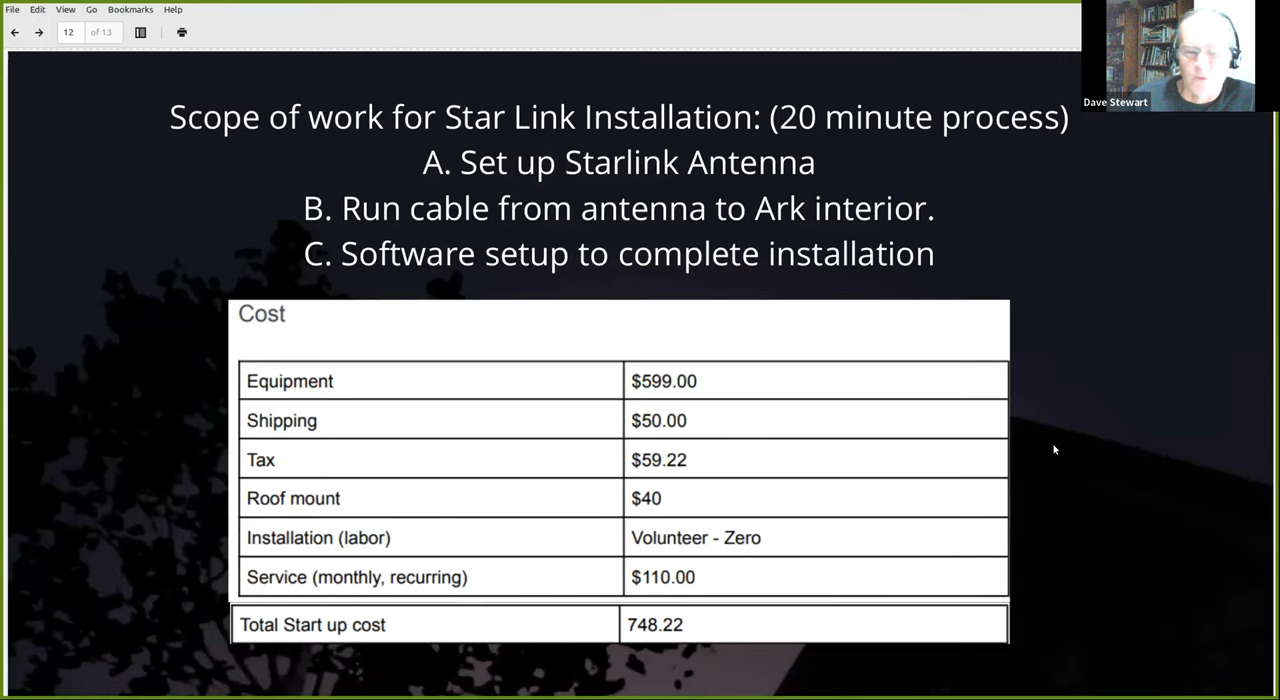 File Edit View Go Bookmarks Help
12 of 13
Dave Stewart
Scope of work for Star Link Installation: (20 minute process)
A. Set up Starlink Antenna
B. Run cable from antenna to Ark interior.
C. Software setup to complete installation
Cost
Equipment $599.00
Shipping $50.00
Tax $59.22
Roof mount $40
Installation (labor) Volunteer - Zero
Service (monthly, recurring) $110.00
Total Start up cost 748.22